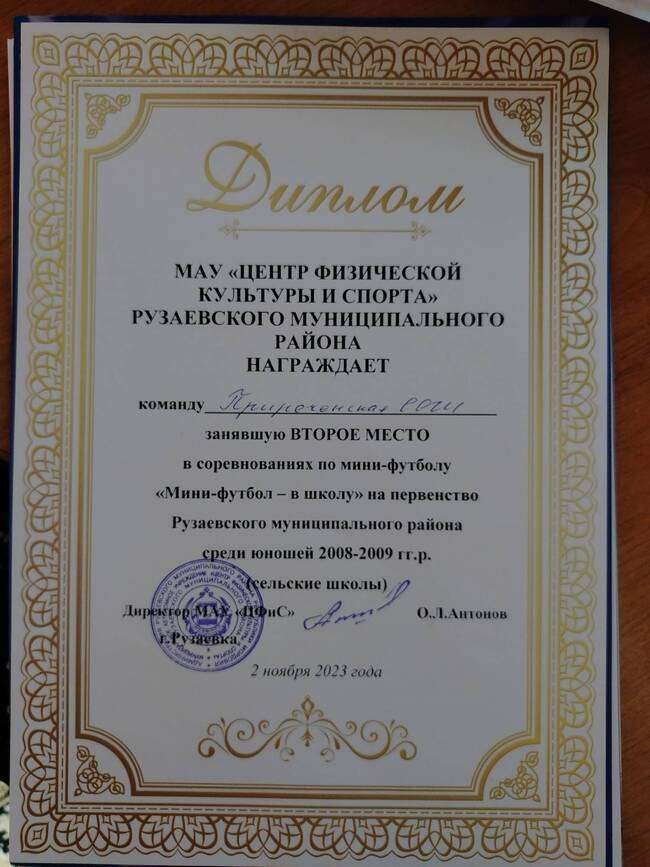 Диплом
МАУ «ЦЕНТР ФИЗИЧЕСКОЙ
КУЛЬТУРЫ И СПОРТА»
РУЗАЕВСКОГО МУНИЦИПАЛЬНОГО
РАЙОНА
НАГРАЖДАЕТ
команду Приреченская СОШ
занявшую ВТОРОЕ МЕСТО
в соревнованиях по мини-футболу
«Мини-футбол – в школу» на первенство
Рузаевского муниципального района
среди юношей 2008-2009 гг.р.
(сельские школы)
Директор МАУ «ЦФиС» О.Л.Антонов
г.Рузаевка
2 ноября 2023 года